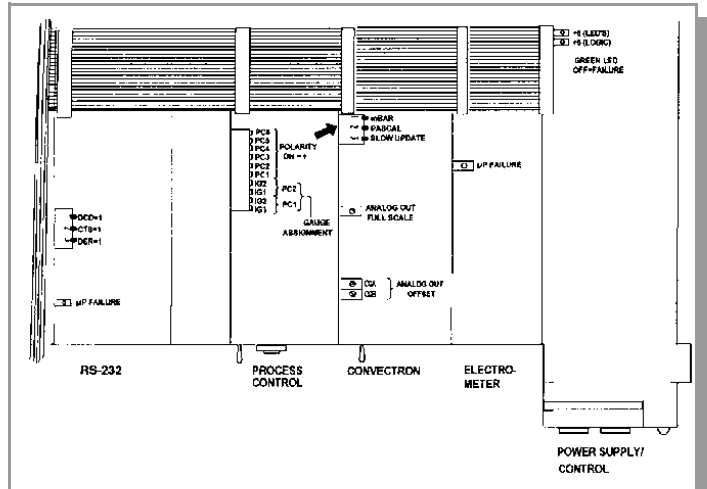 +5 (LED'S)
+5 (LOGIC)
GREEN LED
OFF=FAILURE
mBAR
PASCAL
SLOW UPDATE
PC6
PC5
PC4
PC3
PC2
PC1
POLARITY
ON = +
IG2
IG1
PC2
IG2
IG1
PC1
GAUGE
ASSIGNMENT
µP FAILURE
ANALOG OUT
FULL SCALE
DCD=1
CTS=1
DSR=1
CGA
CGB
ANALOG OUT
OFFSET
µP FAILURE
RS-232
PROCESS
CONTROL
CONVECTRON
ELECTRO-
METER
POWER SUPPLY/
CONTROL